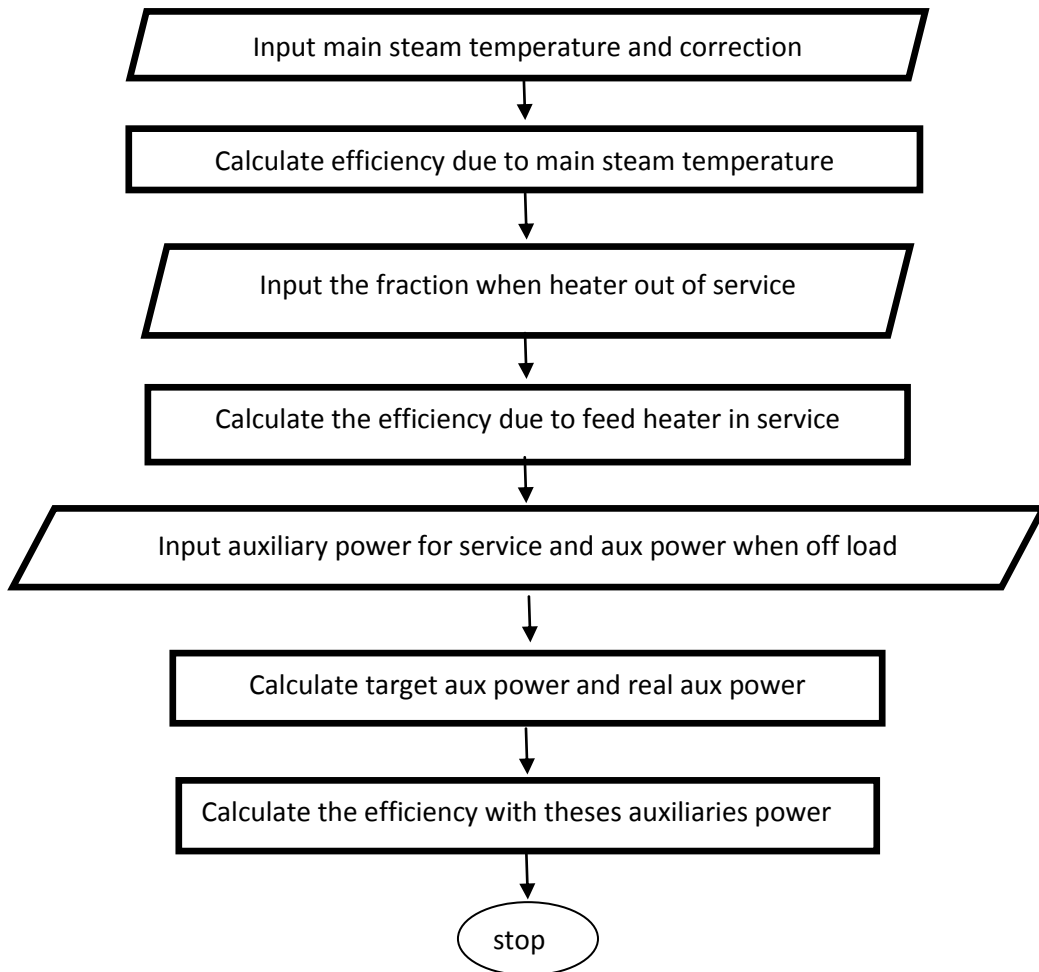 Input main steam temperature and correction
Calculate efficiency due to main steam temperature
Input the fraction when heater out of service
Calculate the efficiency due to feed heater in service
Input auxiliary power for service and aux power when off load
Calculate target aux power and real aux power
Calculate the efficiency with theses auxiliaries power
stop